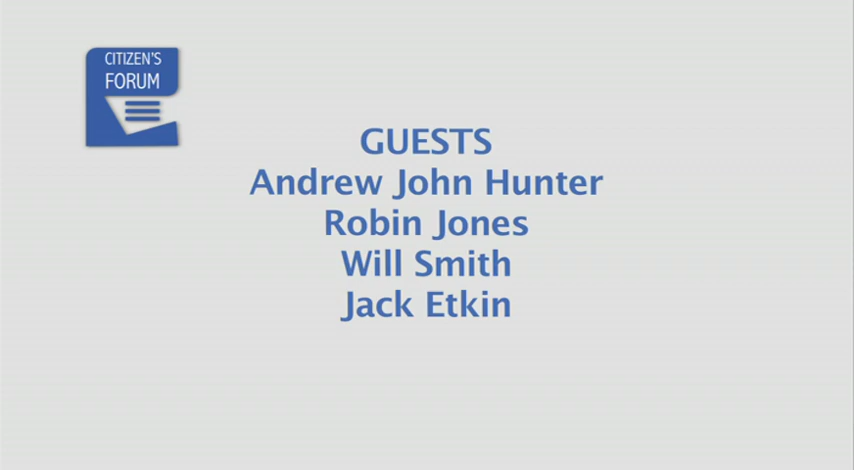 CITIZEN'S
FORUM
GUESTS
Andrew John Hunter
Robin Jones
Will Smith
Jack Etkin